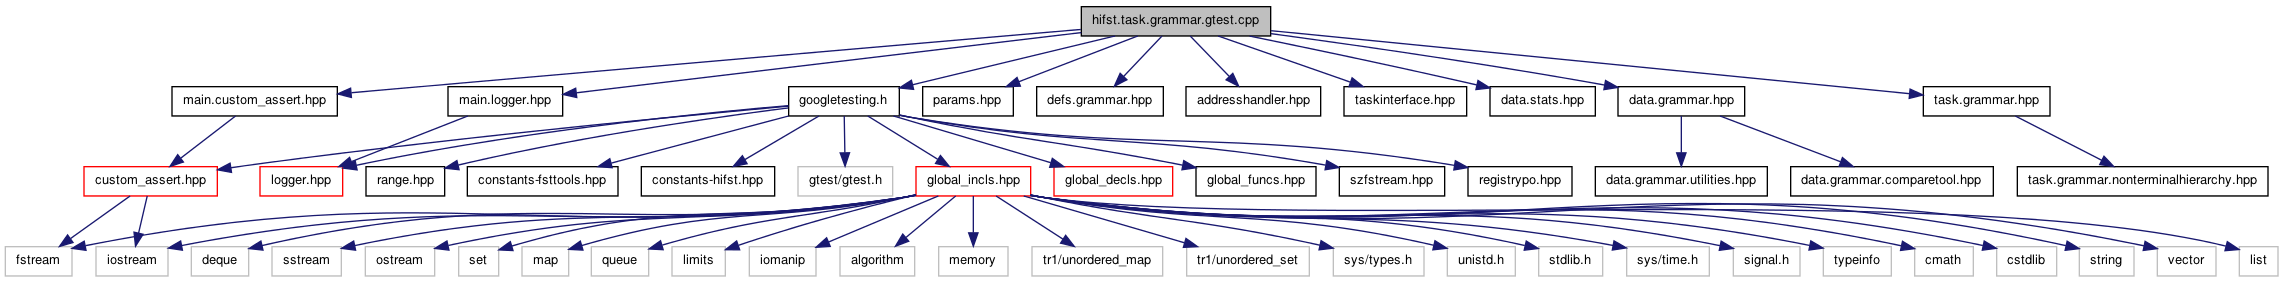 hifst.task.grammar.gtest.cpp
main.custom_assert.hpp
main.logger.hpp
googletesting.h
params.hpp
defs.grammar.hpp
addresshandler.hpp
taskinterface.hpp
data.stats.hpp
data.grammar.hpp
task.grammar.hpp
custom_assert.hpp
logger.hpp
range.hpp
constants-fsttools.hpp
constants-hifst.hpp
gtest/gtest.h
global_incls.hpp
global_decls.hpp
global_funcs.hpp
szfstream.hpp
registrypo.hpp
data.grammar.utilities.hpp
data.grammar.comparetool.hpp
task.grammar.nonterminalhierarchy.hpp
fstream
iostream
deque
sstream
ostream
set
map
queue
limits
iomanip
algorithm
memory
tr1/unordered_map
tr1/unordered_set
sys/types.h
unistd.h
stdlib.h
sys/time.h
signal.h
typeinfo
cmath
cstdlib
string
vector
list